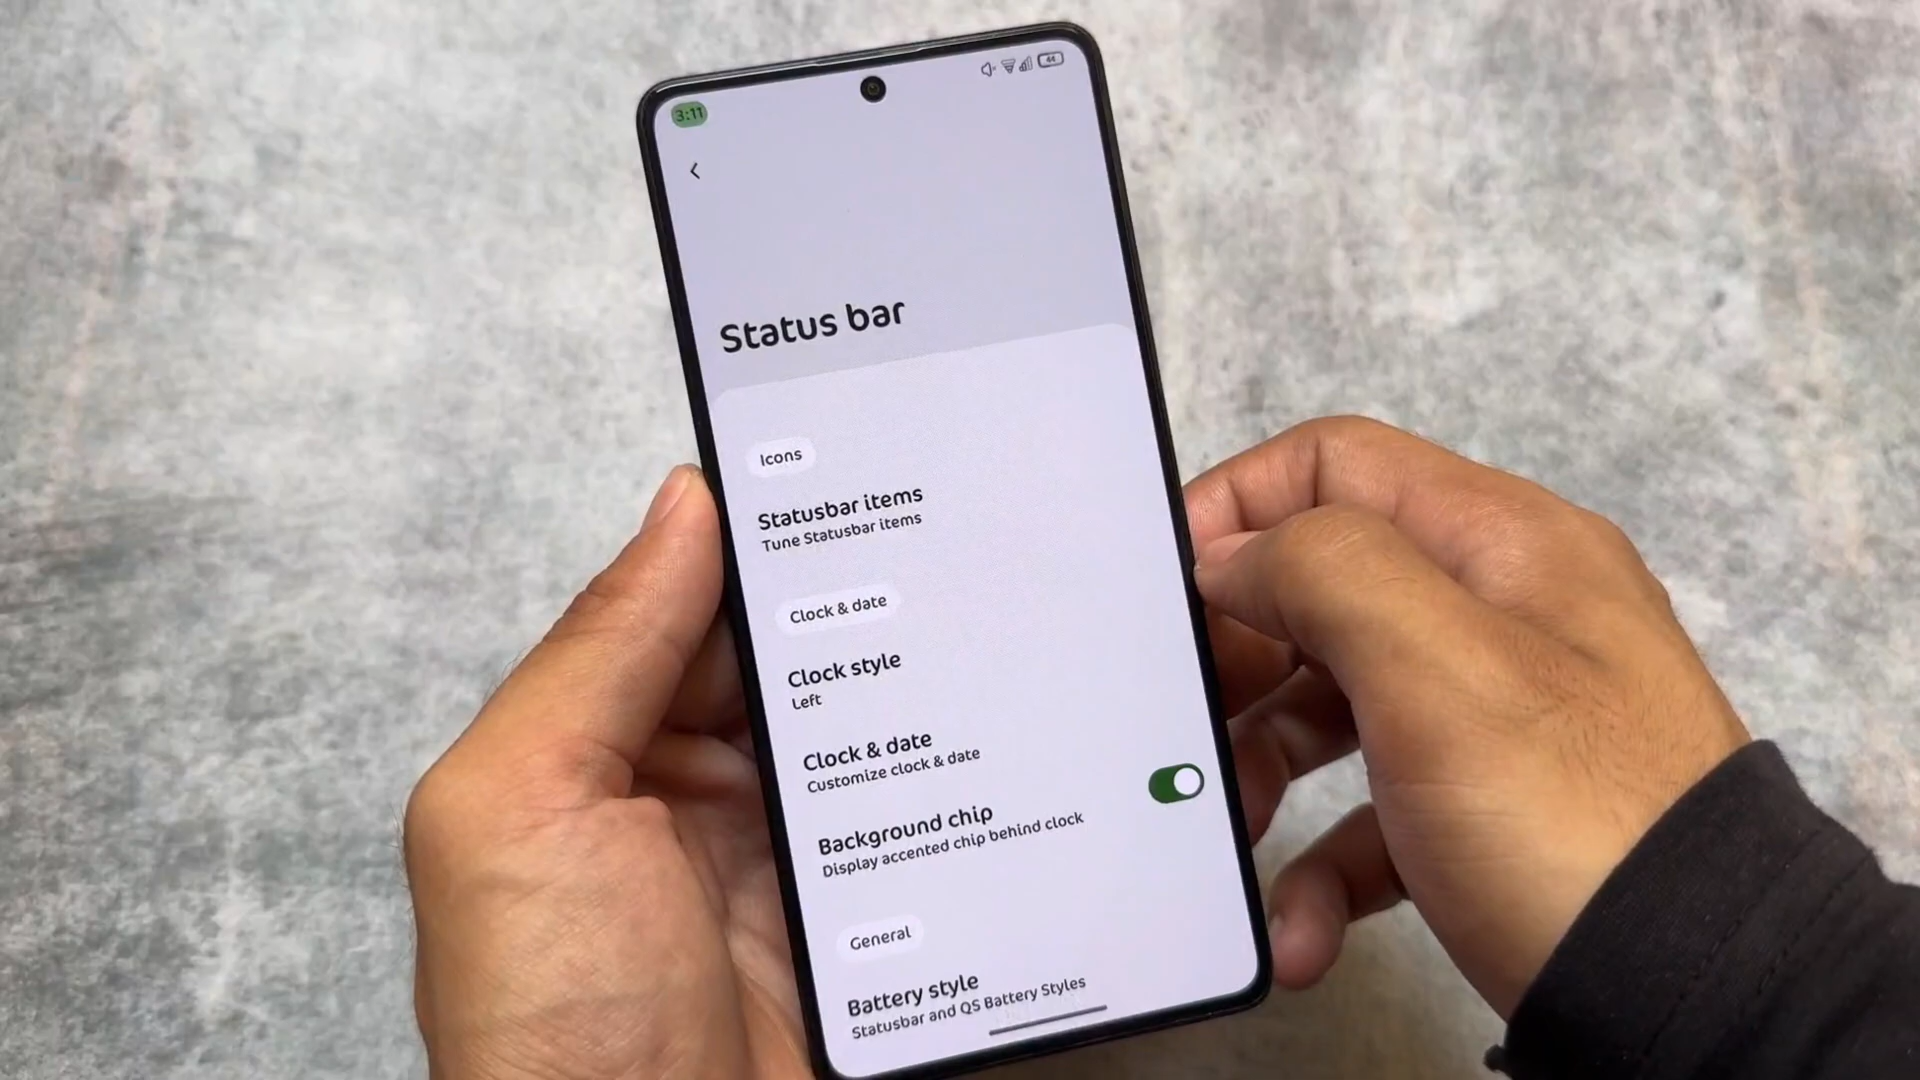 3:11
44
Status bar
Icons
Statusbar items
Tune Statusbar items
Clock & date
Clock style
Left
Clock & date
Customize clock & date
Background chip
Display accented chip behind clock
General
Battery style
Statusbar and QS Battery Styles